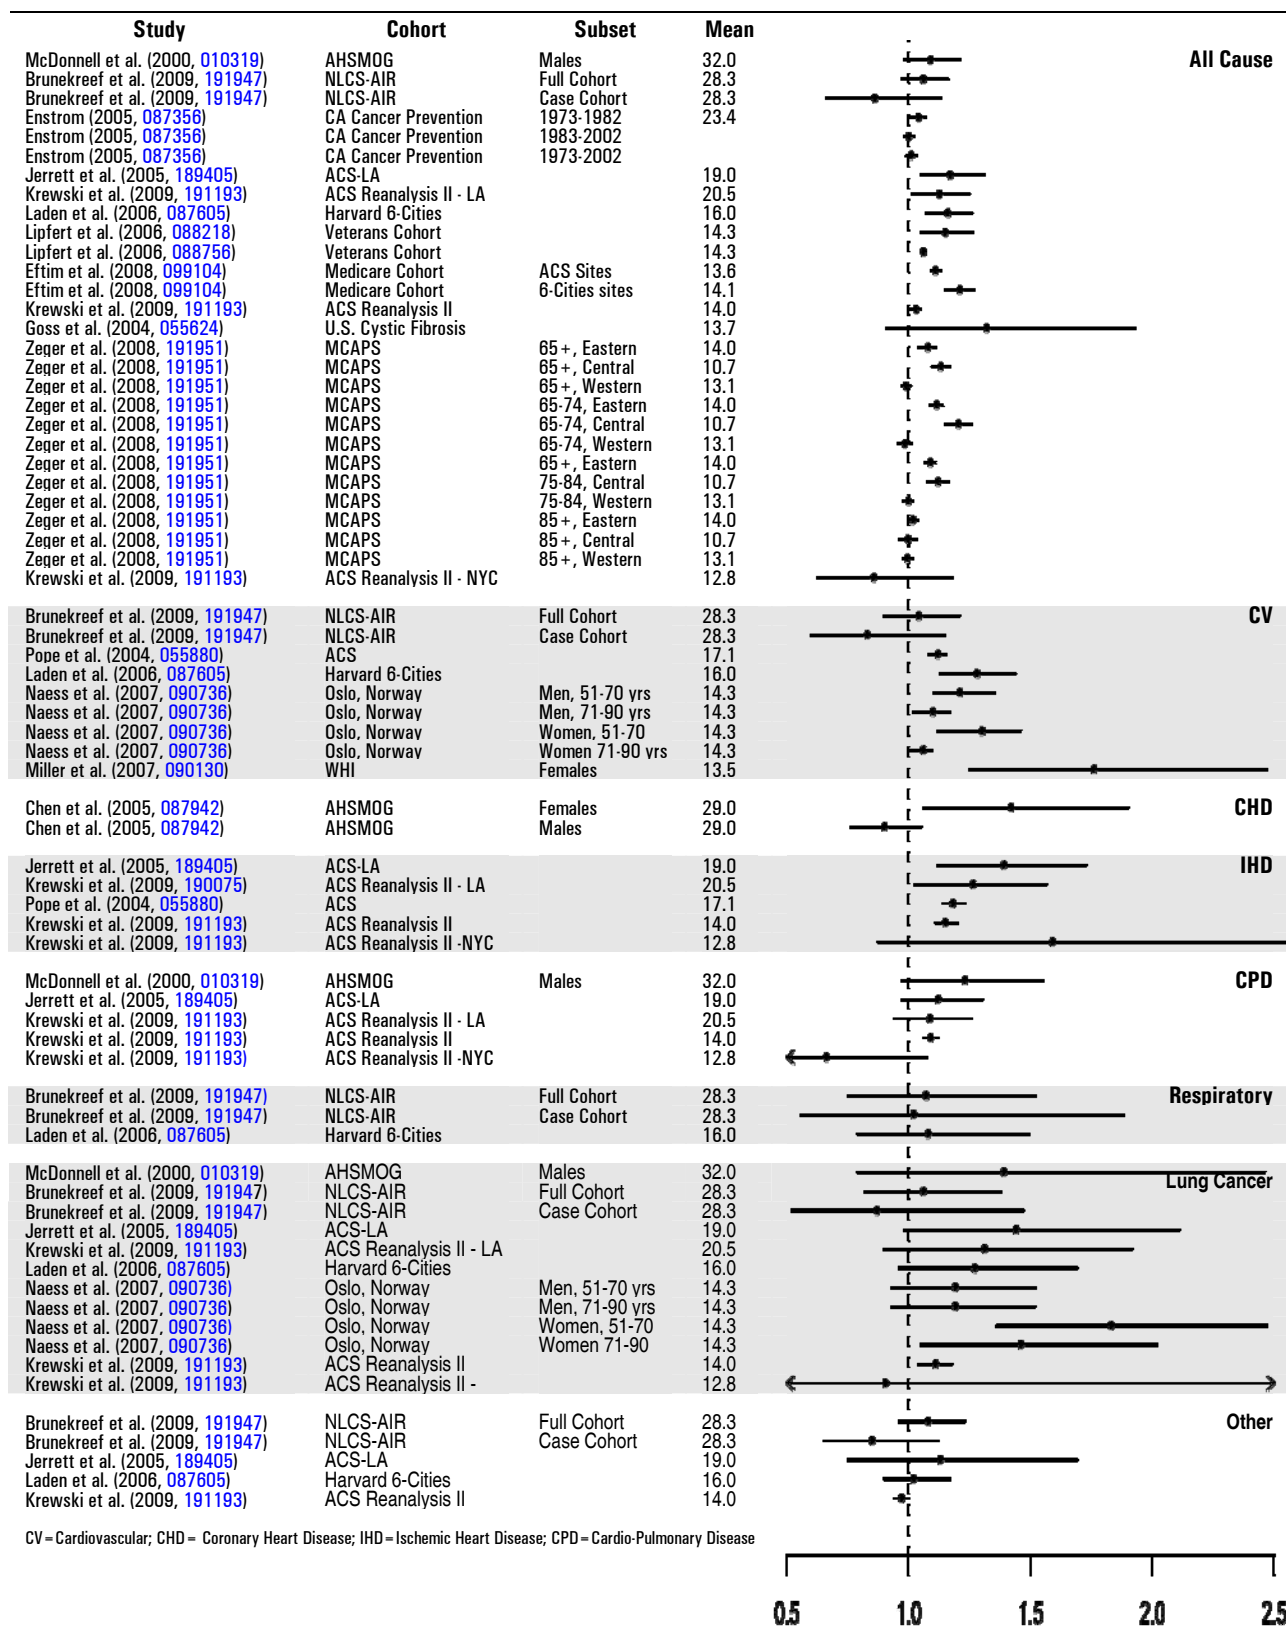 Study Cohort Subset Mean
McDonnell et al. (2000, 010319) AHSMOG Males 32.0 All Cause
Brunekreef et al. (2009, 191947) NLCS-AIR Full Cohort 28.3
Brunekreef et al. (2009, 191947) NLCS-AIR Case Cohort 28.3
Enstrom (2005, 087356) CA Cancer Prevention 1973-1982 23.4
Enstrom (2005, 087356) CA Cancer Prevention 1983-2002
Enstrom (2005, 087356) CA Cancer Prevention 1973-2002
Jerrett et al. (2005, 189405) ACS-LA 19.0
Krewski et al. (2009, 191193) ACS Reanalysis II - LA 20.5
Laden et al. (2006, 087605) Harvard 6-Cities 16.0
Lipfert et al. (2006, 088218) Veterans Cohort 14.3
Lipfert et al. (2006, 088756) Veterans Cohort 14.3
Eftim et al. (2008, 099104) Medicare Cohort ACS Sites 13.6
Eftim et al. (2008, 099104) Medicare Cohort 6-Cities sites 14.1
Krewski et al. (2009, 191193) ACS Reanalysis II 14.0
Goss et al. (2004, 055624) U.S. Cystic Fibrosis 13.7
Zeger et al. (2008, 191951) MCAPS 65+, Eastern 14.0
Zeger et al. (2008, 191951) MCAPS 65+, Central 10.7
Zeger et al. (2008, 191951) MCAPS 65+, Western 13.1
Zeger et al. (2008, 191951) MCAPS 65-74, Eastern 14.0
Zeger et al. (2008, 191951) MCAPS 65-74, Central 10.7
Zeger et al. (2008, 191951) MCAPS 65-74, Western 13.1
Zeger et al. (2008, 191951) MCAPS 65+, Eastern 14.0
Zeger et al. (2008, 191951) MCAPS 75-84, Central 10.7
Zeger et al. (2008, 191951) MCAPS 75-84, Western 13.1
Zeger et al. (2008, 191951) MCAPS 85+, Eastern 14.0
Zeger et al. (2008, 191951) MCAPS 85+, Central 10.7
Zeger et al. (2008, 191951) MCAPS 85+, Western 13.1
Krewski et al. (2009, 191193) ACS Reanalysis II - NYC 12.8
Brunekreef et al. (2009, 191947) NLCS-AIR Full Cohort 28.3 CV
Brunekreef et al. (2009, 191947) NLCS-AIR Case Cohort 28.3
Pope et al. (2004, 055880) ACS 17.1
Laden et al. (2006, 087605) Harvard 6-Cities 16.0
Naess et al. (2007, 090736) Oslo, Norway Men, 51-70 yrs 14.3
Naess et al. (2007, 090736) Oslo, Norway Men, 71-90 yrs 14.3
Naess et al. (2007, 090736) Oslo, Norway Women, 51-70 14.3
Naess et al. (2007, 090736) Oslo, Norway Women 71-90 yrs 14.3
Miller et al. (2007, 090130) WHI Females 13.5
Chen et al. (2005, 087942) AHSMOG Females 29.0 CHD
Chen et al. (2005, 087942) AHSMOG Males 29.0
Jerrett et al. (2005, 189405) ACS-LA 19.0 IHD
Krewski et al. (2009, 190075) ACS Reanalysis II - LA 20.5
Pope et al. (2004, 055880) ACS 17.1
Krewski et al. (2009, 191193) ACS Reanalysis II 14.0
Krewski et al. (2009, 191193) ACS Reanalysis II -NYC 12.8
McDonnell et al. (2000, 010319) AHSMOG Males 32.0 CPD
Jerrett et al. (2005, 189405) ACS-LA 19.0
Krewski et al. (2009, 191193) ACS Reanalysis II - LA 20.5
Krewski et al. (2009, 191193) ACS Reanalysis II 14.0
Krewski et al. (2009, 191193) ACS Reanalysis II -NYC 12.8
Brunekreef et al. (2009, 191947) NLCS-AIR Full Cohort 28.3 Respiratory
Brunekreef et al. (2009, 191947) NLCS-AIR Case Cohort 28.3
Laden et al. (2006, 087605) Harvard 6-Cities 16.0
McDonnell et al. (2000, 010319) AHSMOG Males 32.0 Lung Cancer
Brunekreef et al. (2009, 191947) NLCS-AIR Full Cohort 28.3
Brunekreef et al. (2009, 191947) NLCS-AIR Case Cohort 28.3
Jerrett et al. (2005, 189405) ACS-LA 19.0
Krewski et al. (2009, 191193) ACS Reanalysis II - LA 20.5
Laden et al. (2006, 087605) Harvard 6-Cities 16.0
Naess et al. (2007, 090736) Oslo, Norway Men, 51-70 yrs 14.3
Naess et al. (2007, 090736) Oslo, Norway Men, 71-90 yrs 14.3
Naess et al. (2007, 090736) Oslo, Norway Women, 51-70 14.3
Naess et al. (2007, 090736) Oslo, Norway Women 71-90 14.3
Krewski et al. (2009, 191193) ACS Reanalysis II 14.0
Krewski et al. (2009, 191193) ACS Reanalysis II - 12.8
Brunekreef et al. (2009, 191947) NLCS-AIR Full Cohort 28.3 Other
Brunekreef et al. (2009, 191947) NLCS-AIR Case Cohort 28.3
Jerrett et al. (2005, 189405) ACS-LA 19.0
Laden et al. (2006, 087605) Harvard 6-Cities 16.0
Krewski et al. (2009, 191193) ACS Reanalysis II 14.0
CV=Cardiovascular; CHD = Coronary Heart Disease; IHD=Ischemic Heart Disease; CPD=Cardio-Pulmonary Disease
0.5 1.0 1.5 2.0 2.5